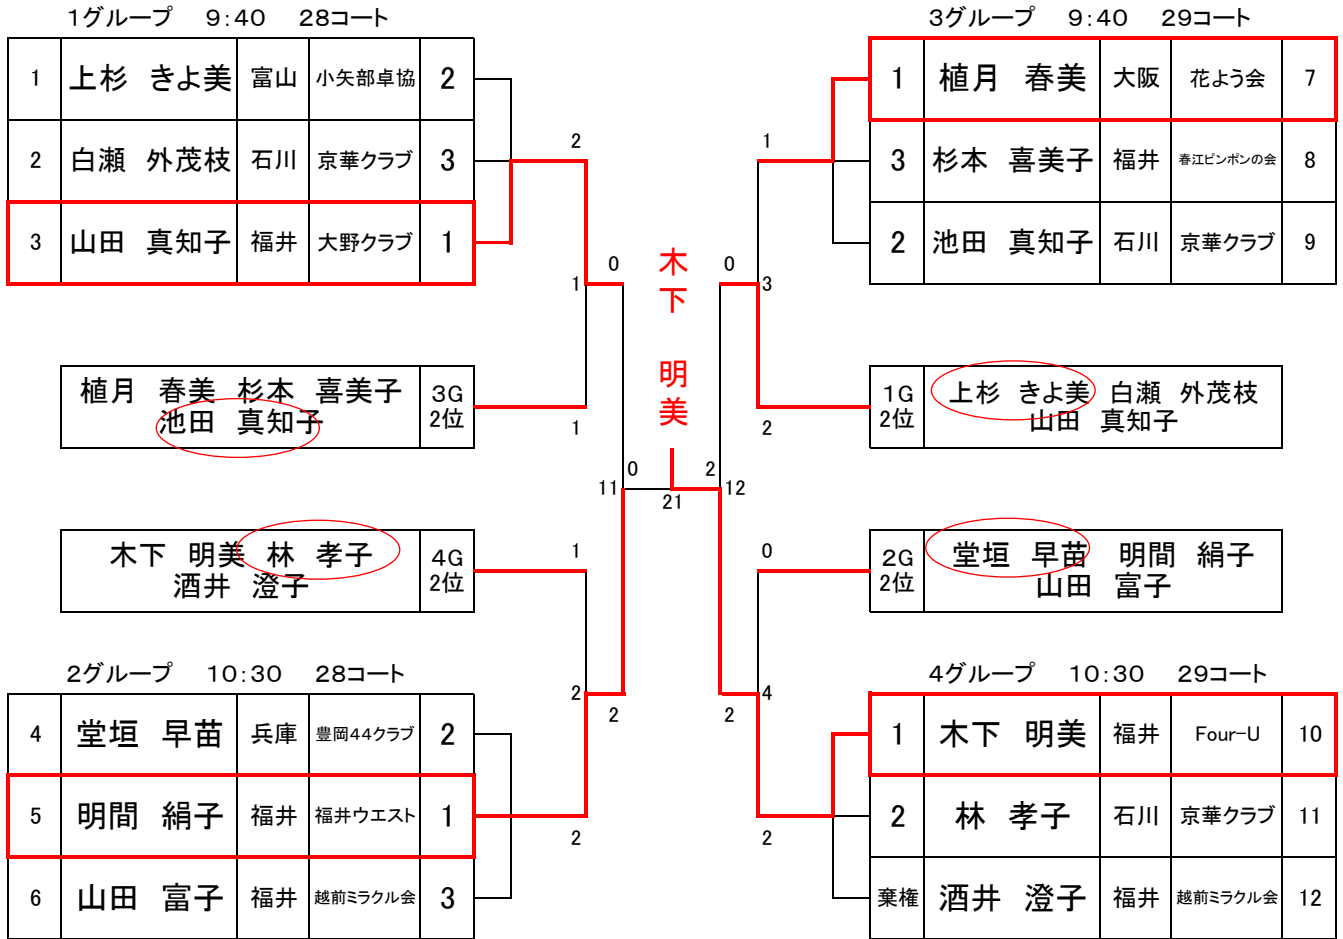 1グループ 9:40 28コート
1 上杉 きよ美 富山 小矢部卓協 2
2 白瀬 外茂枝 石川 京華クラブ 3
3 山田 真知子 福井 大野クラブ 1
3グループ 9:40 29コート
1 植月 春美 大阪 花よう会 7
3 杉本 喜美子 福井 春江ピンポンの会 8
2 池田 真知子 石川 京華クラブ 9
2
1
0
木下 明美
0
1
3
植月 春美 杉本 喜美子
池田 真知子
3G
2位
1
1G
2位
上杉 きよ美 白瀬 外茂枝
山田 真知子
2
11
0
21
2
12
木下 明美 林 孝子
酒井 澄子
4G
2位
1
2G
2位
堂垣 早苗 明間 絹子
山田 富子
0
2
2
2
4
2グループ 10:30 28コート
4 堂垣 早苗 兵庫 豊岡44クラブ 2
5 明間 絹子 福井 福井ウエスト 1
6 山田 富子 福井 越前ミラクル会 3
2
4グループ 10:30 29コート
1 木下 明美 福井 Four-U 10
2 林 孝子 石川 京華クラブ 11
棄権 酒井 澄子 福井 越前ミラクル会 12
2